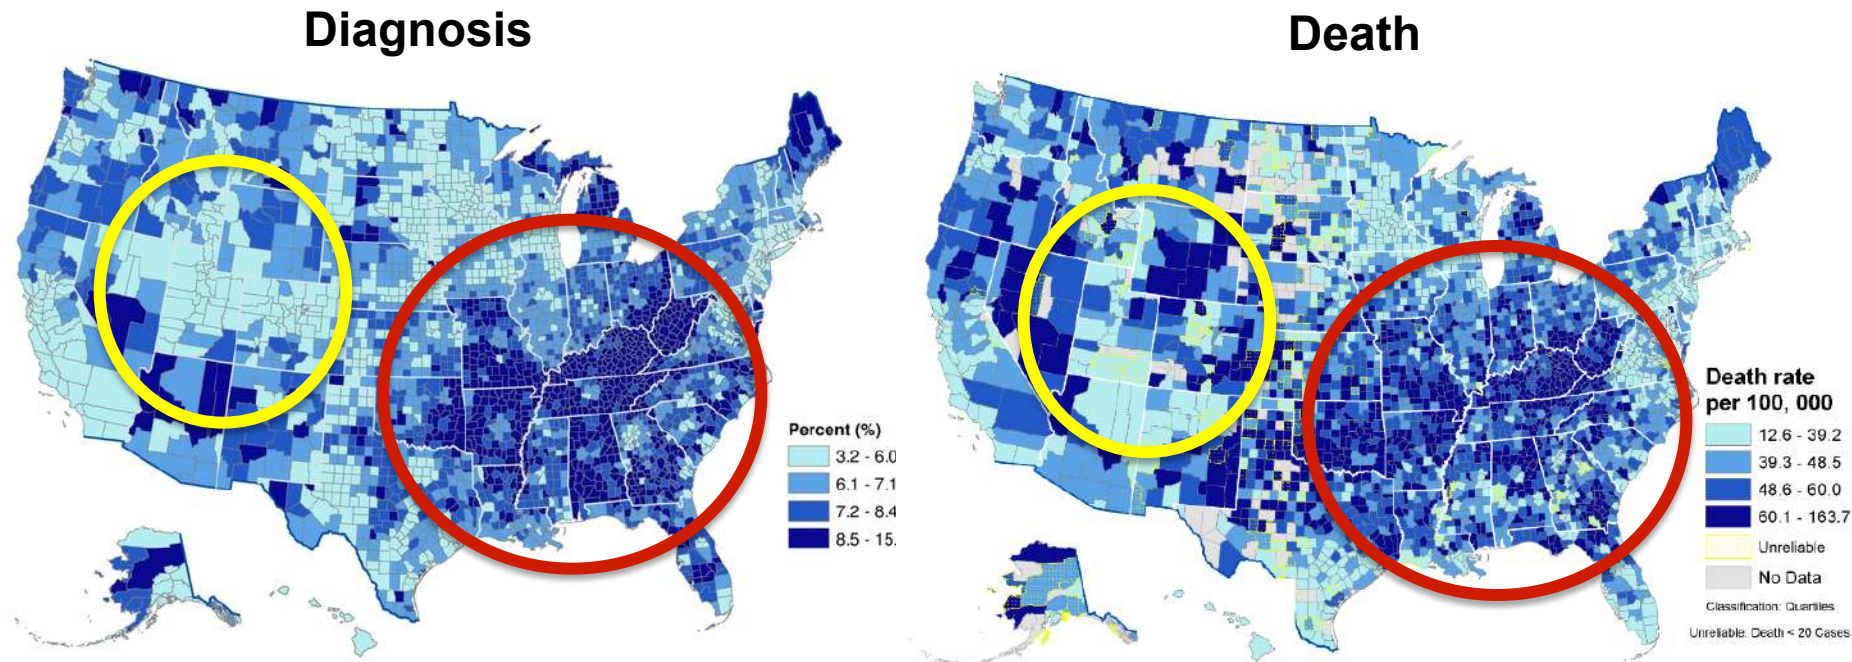 Diagnosis
Death
Percent (%)
3.2 - 6.0
6.1 - 7.1
7.2 - 8.4
8.5 - 15.
Death rate
per 100, 000
12.6 - 39.2
39.3 - 48.5
48.6 - 60.0
60.1 - 163.7
Unreliable
No Data
Classification: Quartiles
Unreliable: Death < 20 Cases